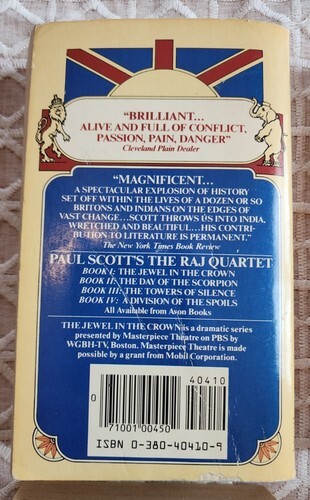 "BRILLIANT...
ALIVE AND FULL OF CONFLICT,
PASSION, PAIN, DANGER"
Cleveland Plain Dealer
"MAGNIFICENT...
A SPECTACULAR EXPLOSION OF HISTORY
SET OFF WITHIN THE LIVES OF A DOZEN OR SO
BRITONS AND INDIANS ON THE EDGES OF
VAST CHANGE...SCOTT THROWS US INTO INDIA,
WRETCHED AND BEAUTIFUL...HIS CONTRI-
BUTION TO LITERATURE IS PERMANENT."
The New York Times Book Review
PAUL SCOTT'S THE RAJ QUARTET
BOOK I: THE JEWEL IN THE CROWN
BOOK II: THE DAY OF THE SCORPION
BOOK III: THE TOWERS OF SILENCE
BOOK IV: A DIVISION OF THE SPOILS
All Available from Avon Books
THE JEWEL IN THE CROWN is a dramatic series
presented by Masterpiece Theatre on PBS by
WGBH-TV, Boston. Masterpiece Theatre is made
possible by a grant from Mobil Corporation.
40410
0
71001 00450
9
ISBN 0-380-40410-9